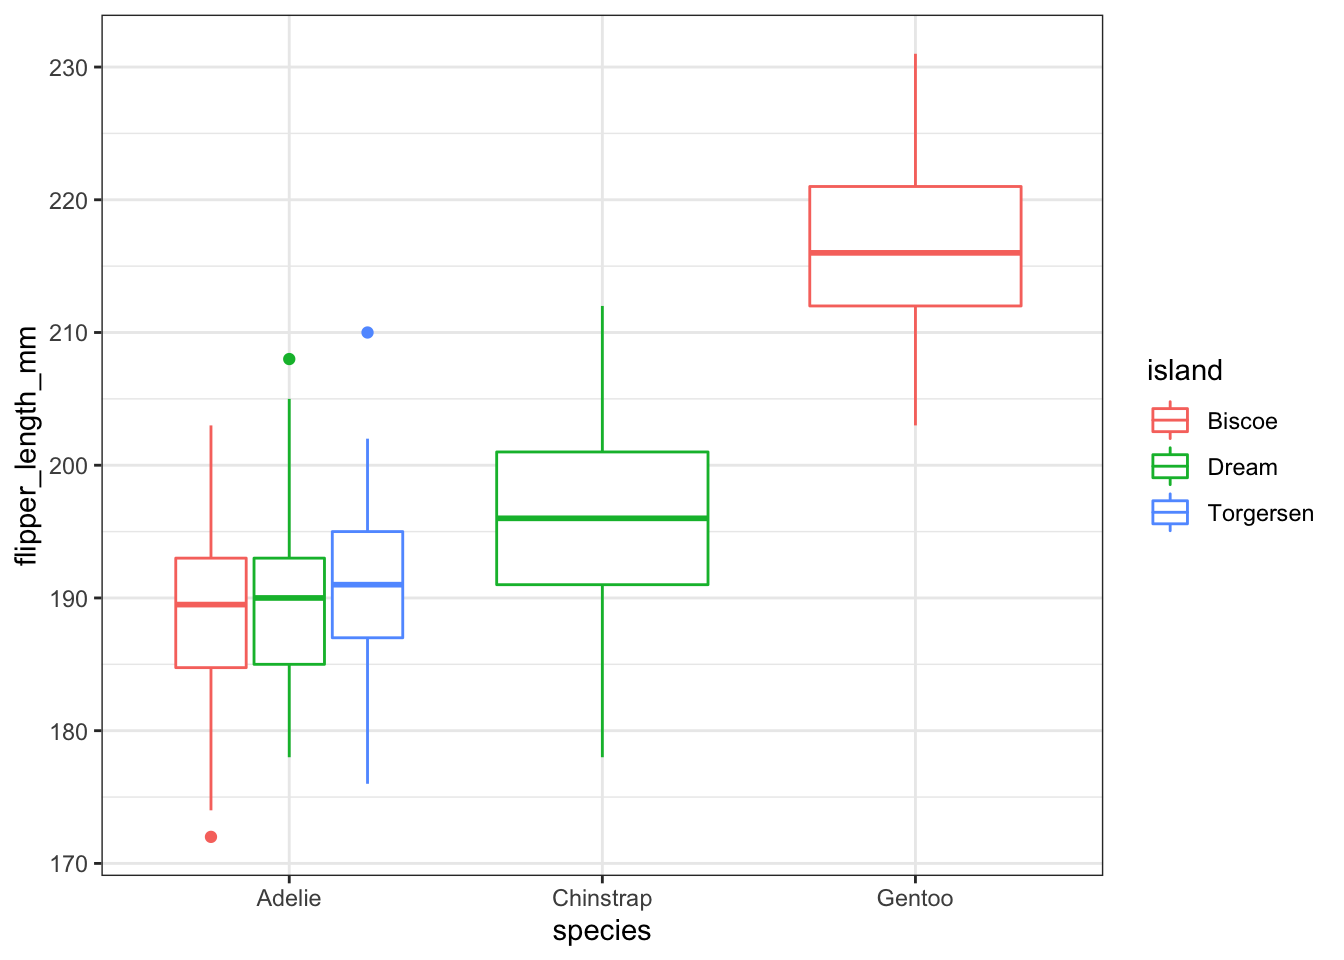 230
220
210
200
190
180
170
flipper_length_mm
Adelie
Chinstrap
Gentoo
species
island
Biscoe
Dream
Torgersen